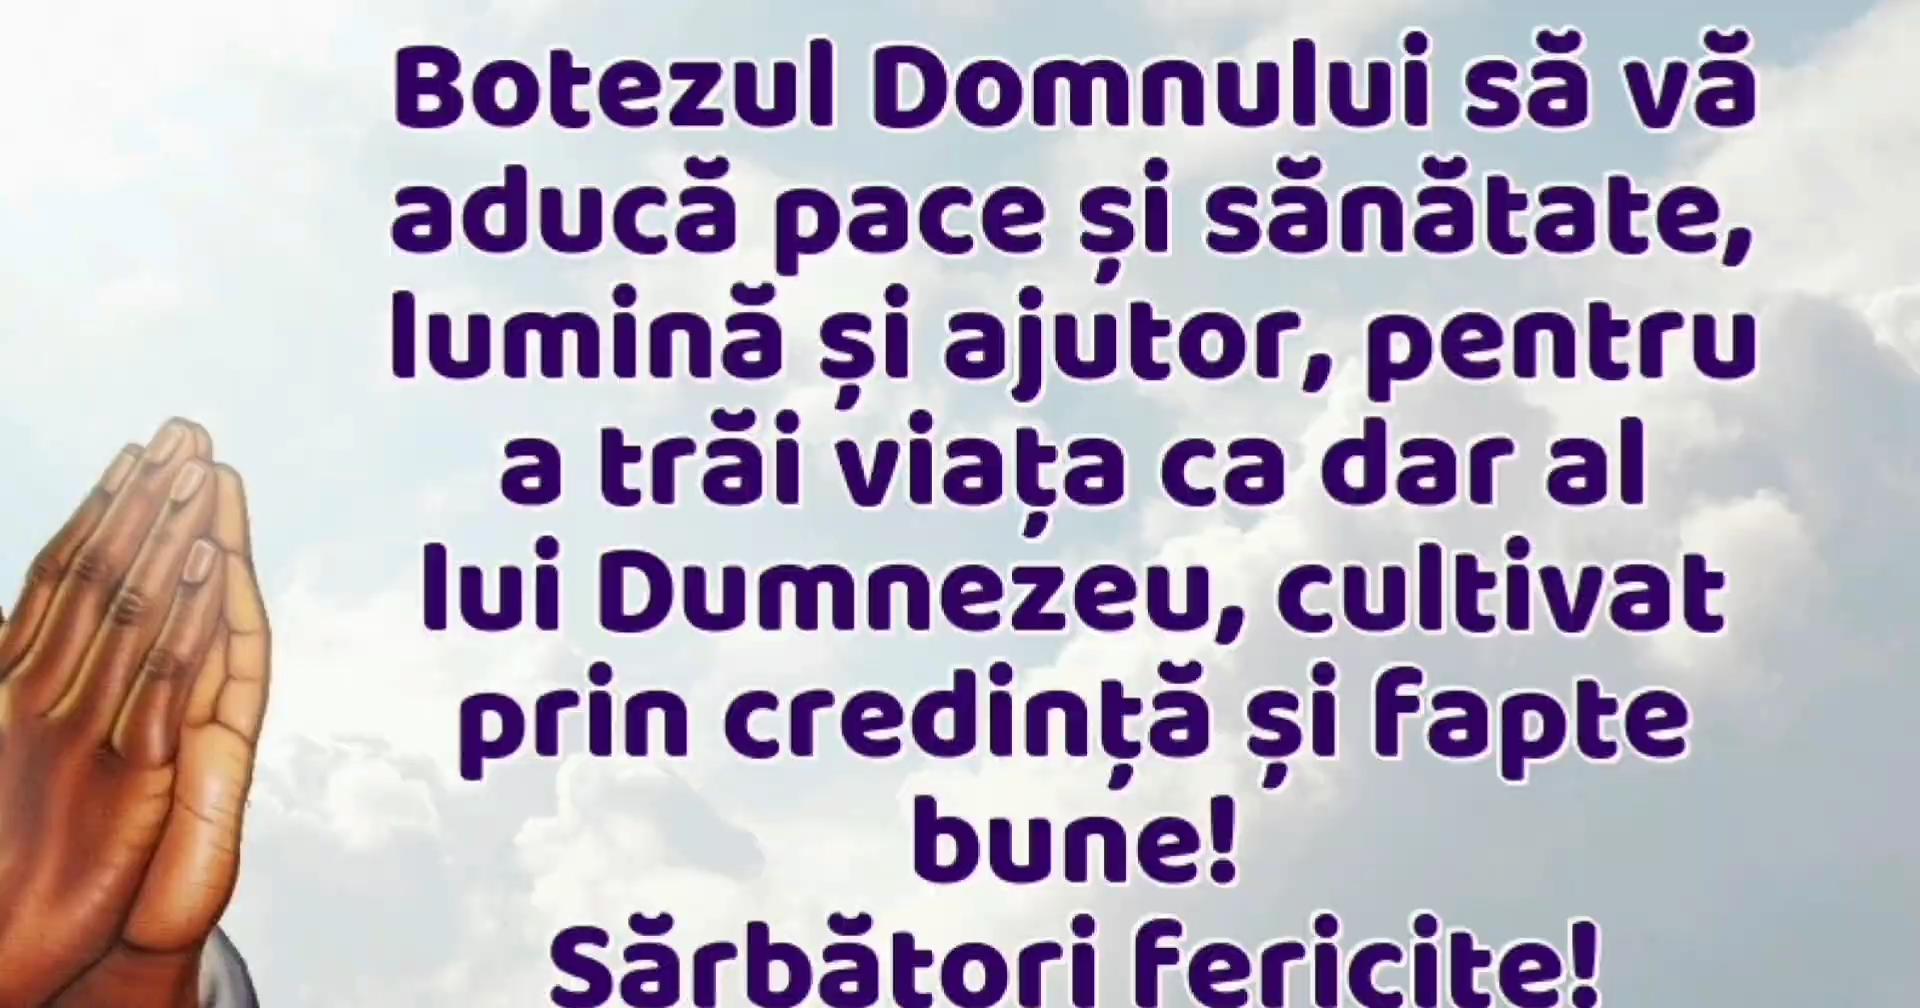 Botezul Domnului să vă
aducă pace și sănătate,
lumină și ajutor, pentru
a trăi viața ca dar al
lui Dumnezeu, cultivat
prin credință și fapte
bune!
Sărbători fericite!